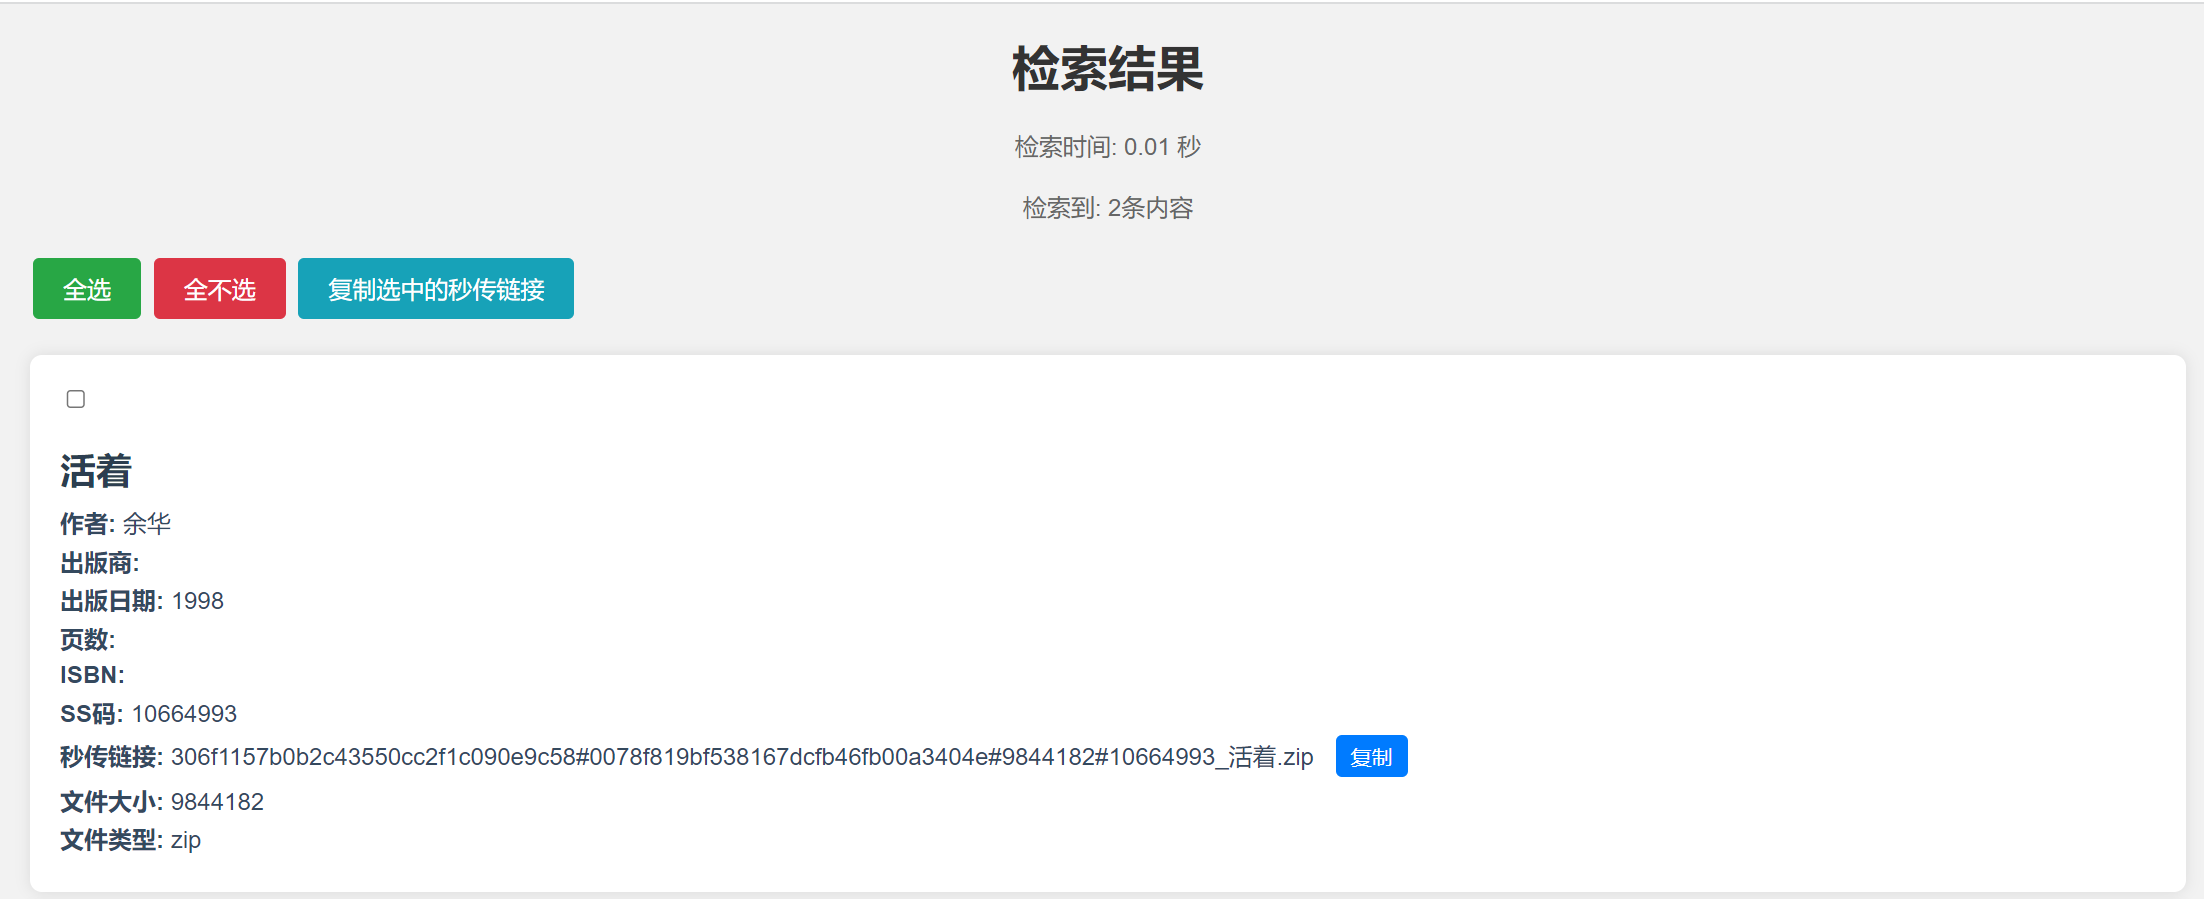 检索结果
检索时间: 0.01 秒
检索到: 2条内容
全选 全不选 复制选中的秒传链接
活着
作者: 余华
出版商:
出版日期: 1998
页数:
ISBN:
SS码: 10664993
秒传链接: 306f1157b0b2c43550cc2f1c090e9c58#0078f819bf538167dcfb46fb00a3404e#9844182#10664993_活着.zip 复制
文件大小: 9844182
文件类型: zip